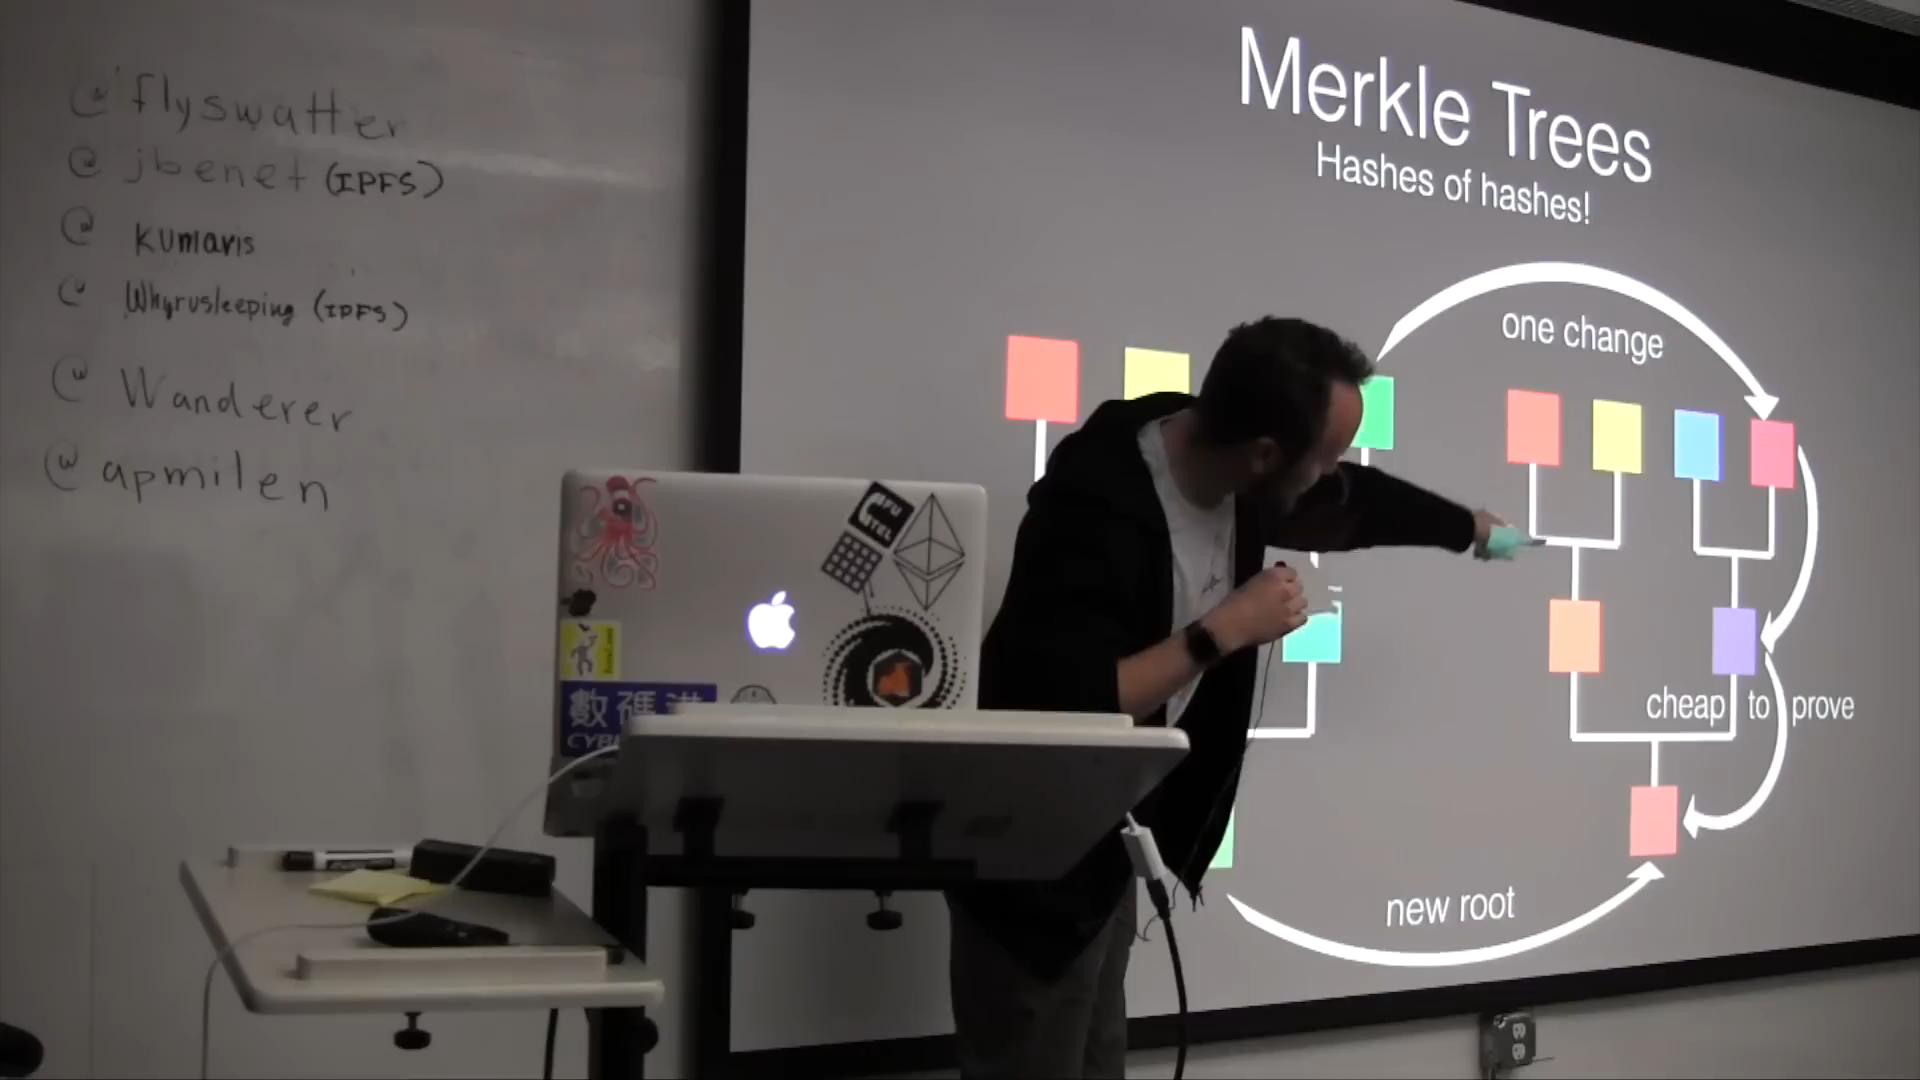 @flyswatter
@jbenet (IPFS)
@ kumavis
@ Whyrusleeping (IPFS)
@ Wanderer
@apmilen
Merkle Trees
Hashes of hashes!
one change
cheap to prove
new root
數碼港